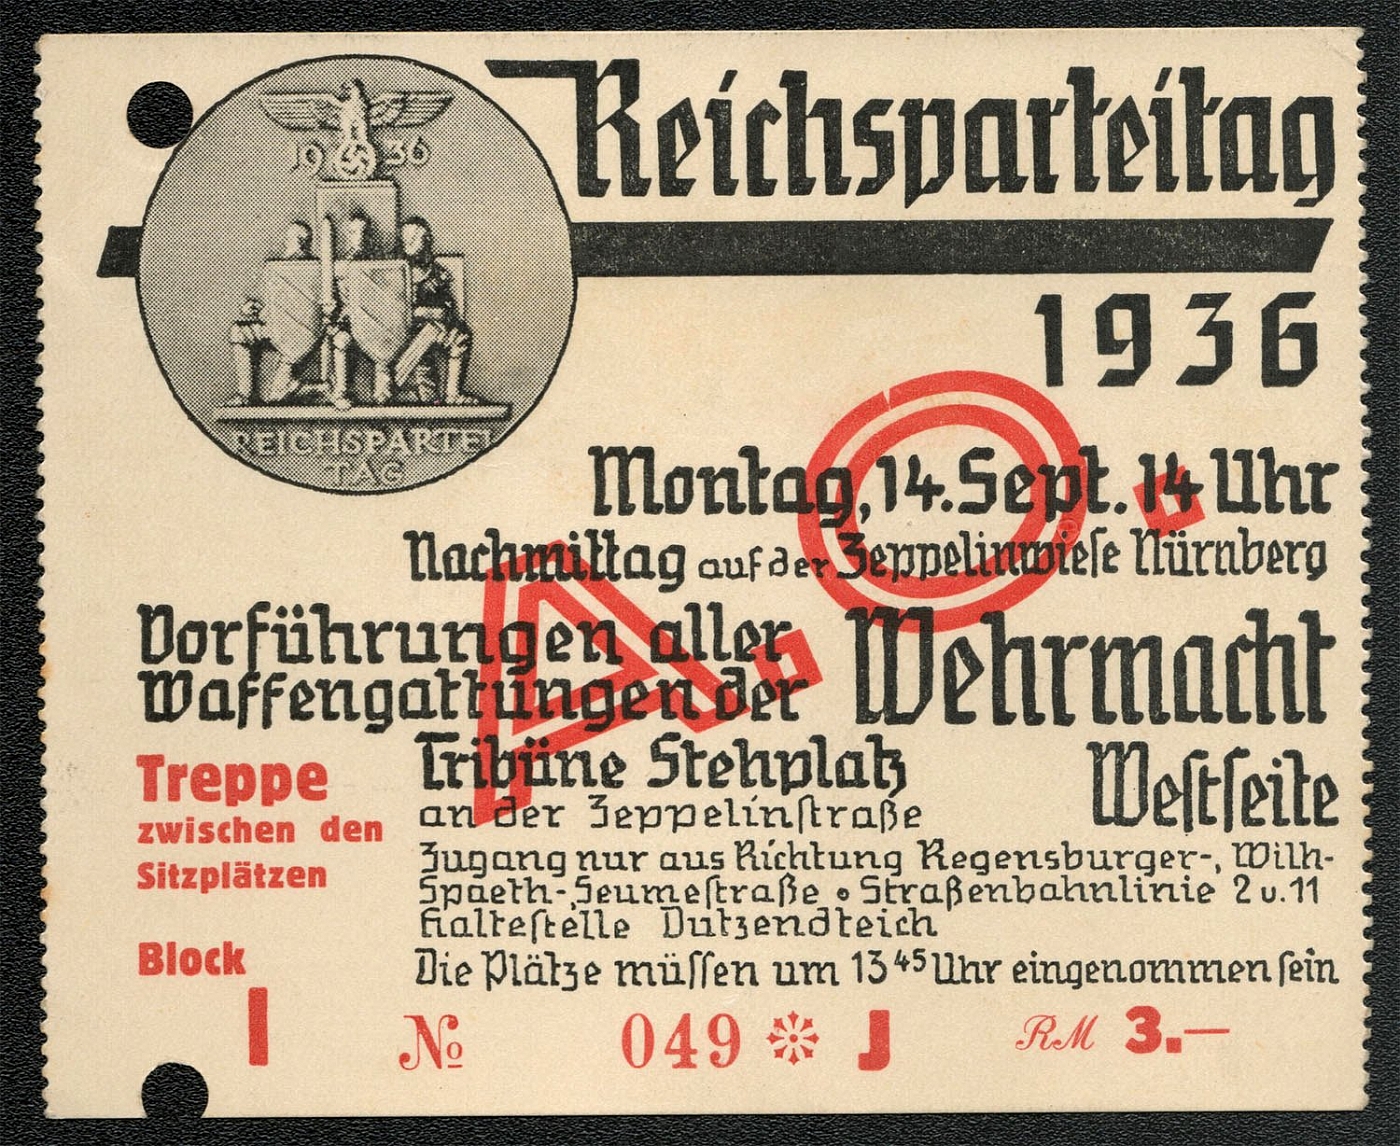 Reichsparteitag
1936
19 36
REICHSPARTEI
TAG
Montag, 14. Sept. 14 Uhr
Nachmittag auf der Zeppelinwiese Nürnberg
Vorführungen aller
Waffengattungen der Wehrmacht
A.O.
Tribüne Stehplatz Westseite
an der Zeppelinstraße
Treppe
zwischen den
Sitzplätzen
Zugang nur aus Richtung Regensburger-, Wilh-
Spaeth-, Seumestraße • Straßenbahnlinie 2 u. 11
Haltestelle Dutzendteich
Die Plätze müssen um 13⁴⁵ Uhr eingenommen sein
Block
I
№ 049 J RM 3.—